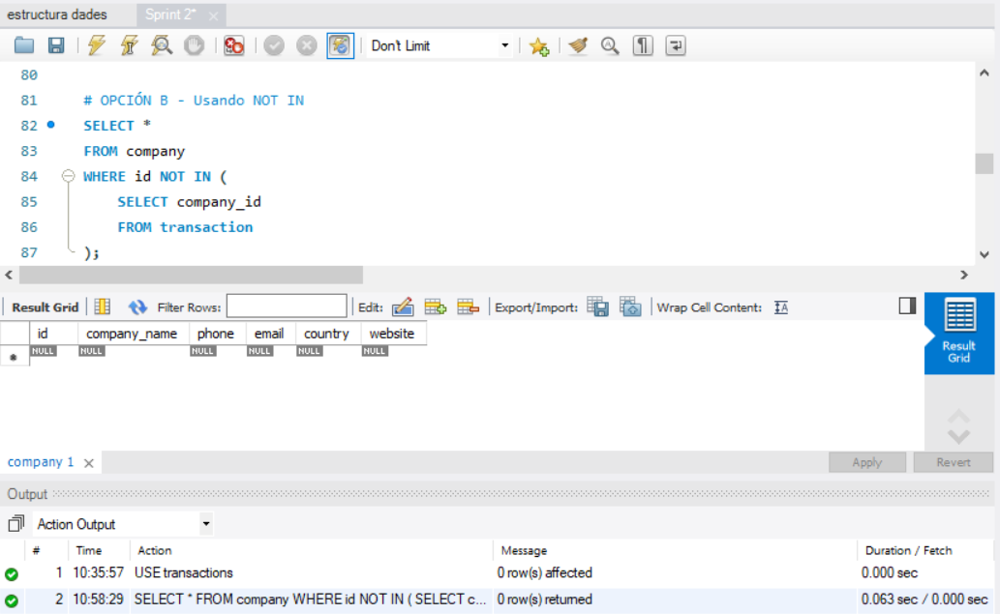 estructura dades Sprint 2* ×
Don't Limit
80
81 # OPCIÓN B - Usando NOT IN
82 SELECT *
83 FROM company
84 WHERE id NOT IN (
85 SELECT company_id
86 FROM transaction
87 );
Result Grid Filter Rows: Edit: Export/Import: Wrap Cell Content: IA
id company_name phone email country website
* NULL NULL NULL NULL NULL NULL
Result
Grid
company 1 × Apply Revert
Output
Action Output
# Time Action Message Duration / Fetch
1 10:35:57 USE transactions 0 row(s) affected 0.000 sec
2 10:58:29 SELECT * FROM company WHERE id NOT IN ( SELECT c... 0 row(s) returned 0.063 sec / 0.000 sec